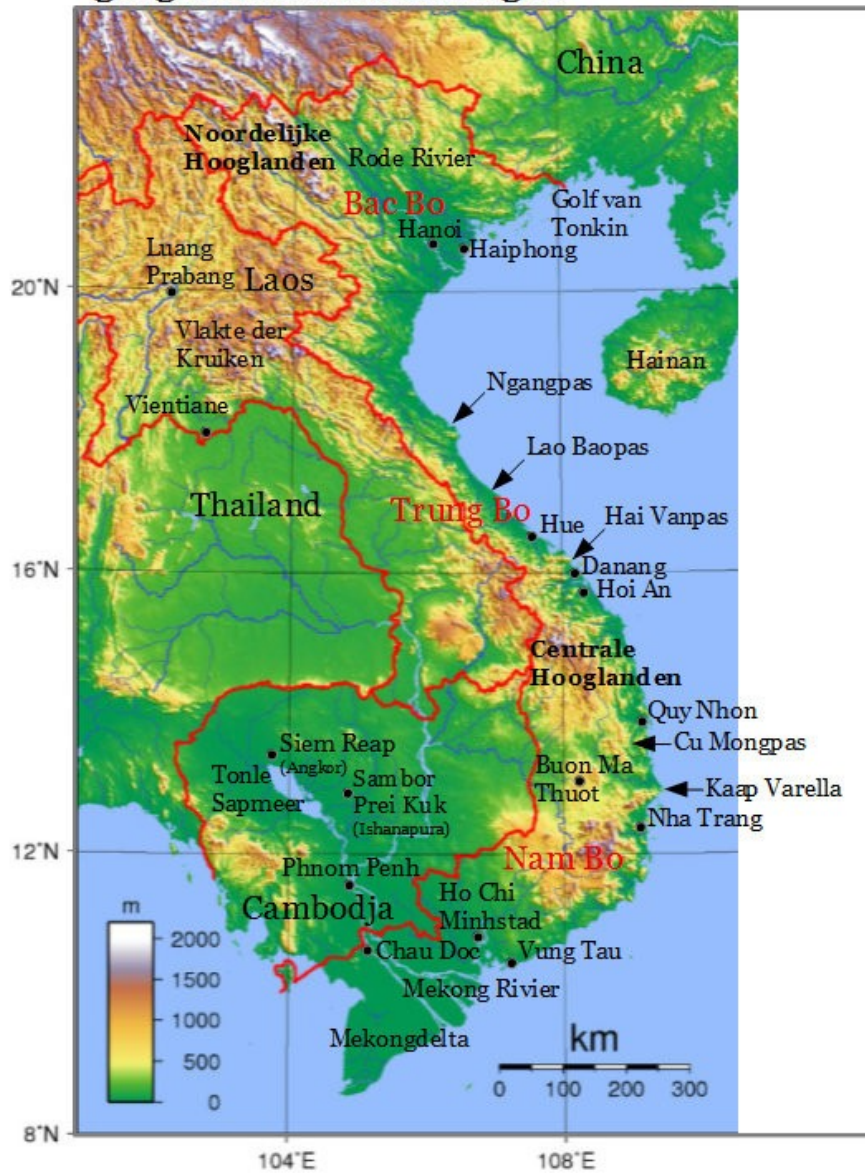 China
Noordelijke
Hooglanden
Rode Rivier
Bac Bo
Golf van
Tonkin
Hanoi
Haiphong
Luang
Prabang
Laos
20°N
Vlakte der
Kruiken
Hainan
Ngangpas
Vientiane
Lao Baopas
Thailand
Trung Bo
Hue
Hai Vanpas
16°N
Danang
Hoi An
Centrale
Hooglanden
Quy Nhon
Siem Reap
(Angkor)
Cu Mongpas
Tonle
Sapmeer
Sambor
Prei Kuk
(Ishanapura)
Buon Ma
Thuot
Kaap Varella
Nha Trang
12°N
Nam Bo
Phnom Penh
Cambodja
Ho Chi
Minhstad
m
2000
1500
1000
500
0
Chau Doc
Vung Tau
Mekong Rivier
Mekongdelta
km
0 100 200 300
8°N
104°E
108°E